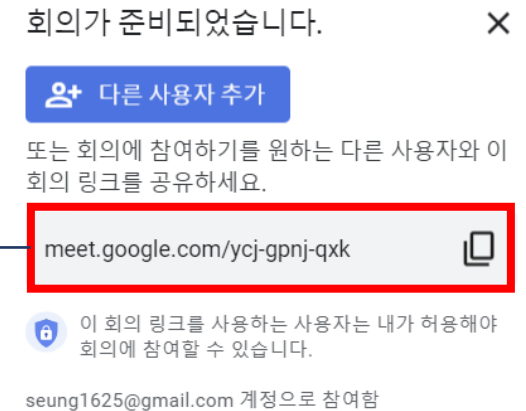 회의가 준비되었습니다.
다른 사용자 추가
또는 회의에 참여하기를 원하는 다른 사용자와 이
회의 링크를 공유하세요.
meet.google.com/ycj-gpnj-qxk
이 회의 링크를 사용하는 사용자는 내가 허용해야
회의에 참여할 수 있습니다.
seung1625@gmail.com 계정으로 참여함